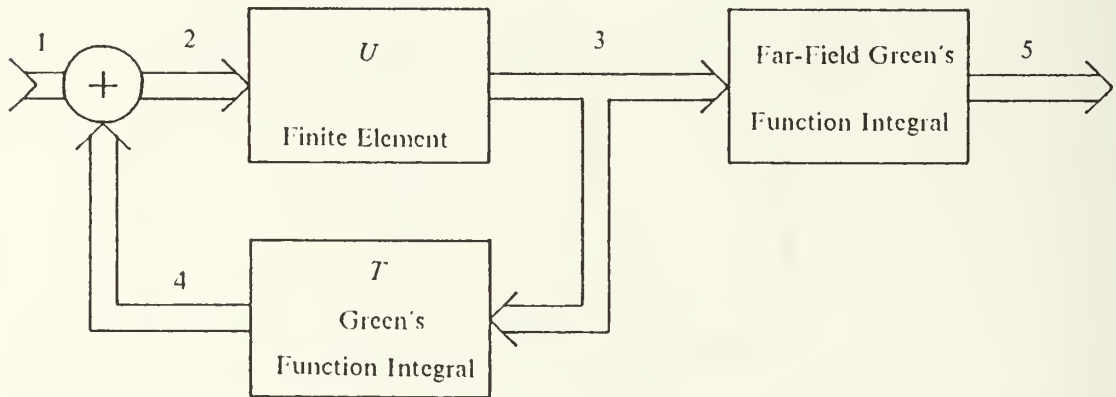 1
2
U
Finite Element
3
Far-Field Green's
Function Integral
5
4
T
Green's
Function Integral